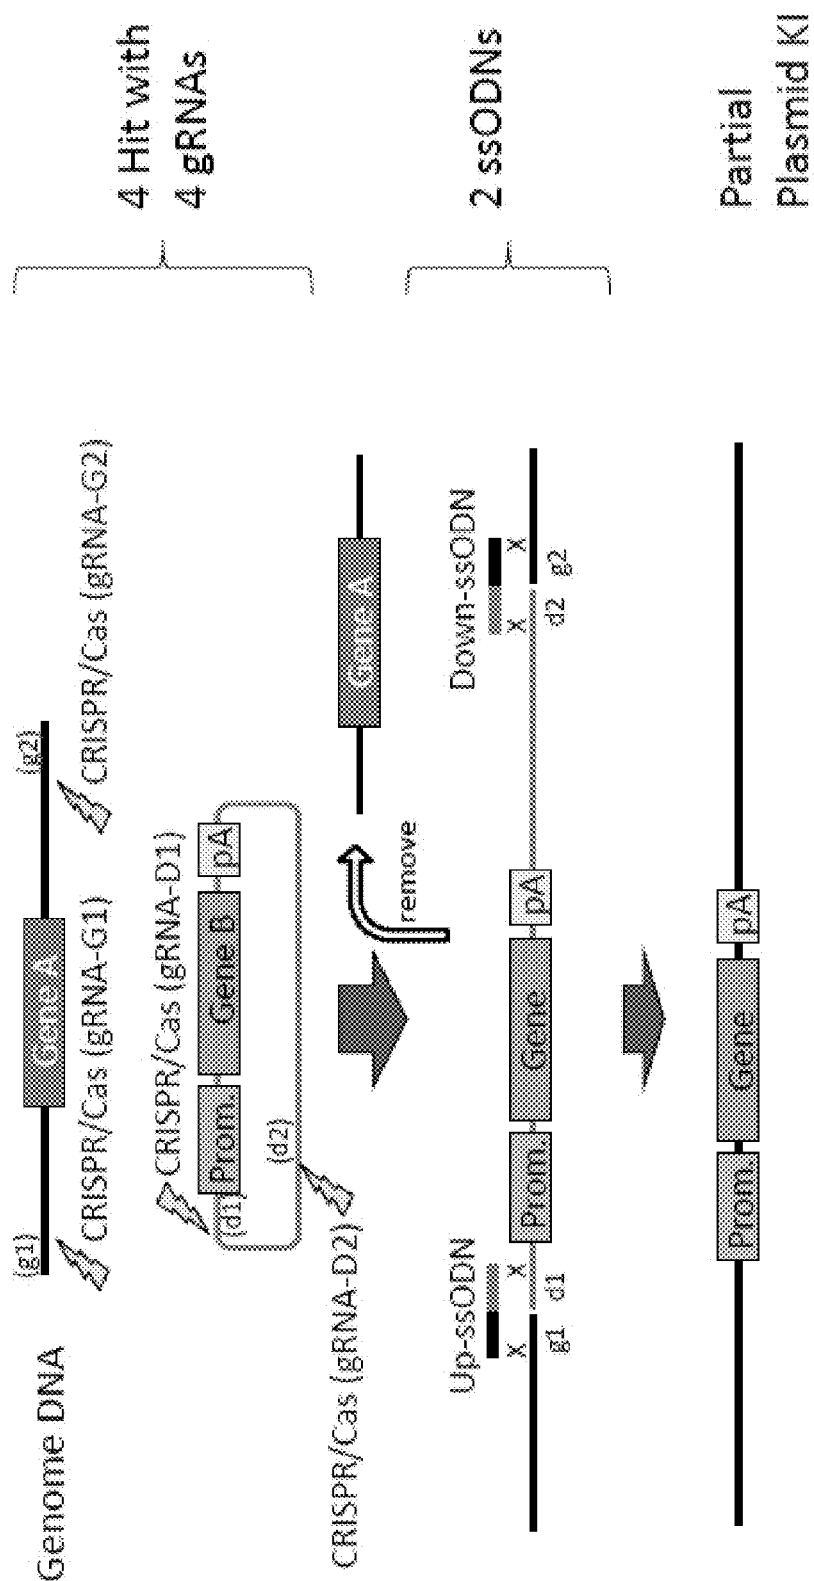 Genome DNA
(g1)
Gene A
(g2)
CRISPR/Cas (gRNA-G1)
CRISPR/Cas (gRNA-G2)
4 Hit with
4 gRNAs
CRISPR/Cas (gRNA-D1)
(d1)
Prom.
Gene B
pA
(d2)
CRISPR/Cas (gRNA-D2)
remove
Gene A
Up-ssODN
Down-ssODN
2 ssODNs
X
X
X
X
g1
d1
Prom.
Gene
pA
d2
g2
Prom.
Gene
pA
Partial
Plasmid KI